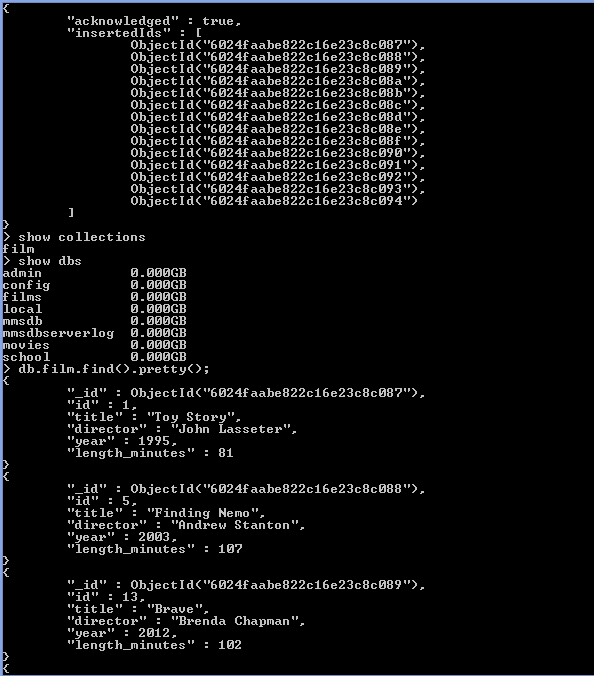 {
"acknowledged" : true,
"insertedIds" : [
ObjectId("6024faabe822c16e23c8c087"),
ObjectId("6024faabe822c16e23c8c088"),
ObjectId("6024faabe822c16e23c8c089"),
ObjectId("6024faabe822c16e23c8c08a"),
ObjectId("6024faabe822c16e23c8c08b"),
ObjectId("6024faabe822c16e23c8c08c"),
ObjectId("6024faabe822c16e23c8c08d"),
ObjectId("6024faabe822c16e23c8c08e"),
ObjectId("6024faabe822c16e23c8c08f"),
ObjectId("6024faabe822c16e23c8c090"),
ObjectId("6024faabe822c16e23c8c091"),
ObjectId("6024faabe822c16e23c8c092"),
ObjectId("6024faabe822c16e23c8c093"),
ObjectId("6024faabe822c16e23c8c094")
]
}
> show collections
film
> show dbs
admin 0.000GB
config 0.000GB
films 0.000GB
local 0.000GB
mmsdb 0.000GB
mmsdbserverlog 0.000GB
movies 0.000GB
school 0.000GB
> db.film.find().pretty();
{
"_id" : ObjectId("6024faabe822c16e23c8c087"),
"id" : 1,
"title" : "Toy Story",
"director" : "John Lasseter",
"year" : 1995,
"length_minutes" : 81
}
{
"_id" : ObjectId("6024faabe822c16e23c8c088"),
"id" : 5,
"title" : "Finding Nemo",
"director" : "Andrew Stanton",
"year" : 2003,
"length_minutes" : 107
}
{
"_id" : ObjectId("6024faabe822c16e23c8c089"),
"id" : 13,
"title" : "Brave",
"director" : "Brenda Chapman",
"year" : 2012,
"length_minutes" : 102
}
{